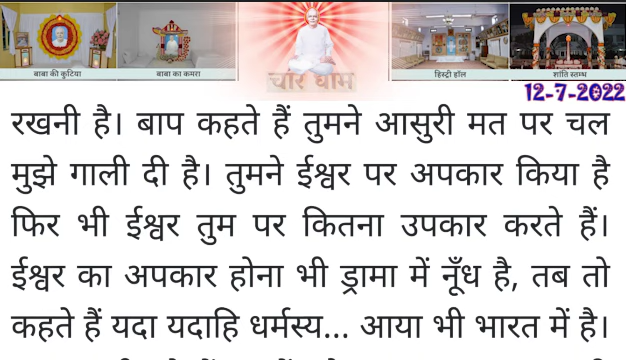 बाबा की कुटिया
बाबा का कमरा
चार धाम
हिस्ट्री हॉल
शांति स्तम्भ
12-7-2022
रखनी है। बाप कहते हैं तुमने आसुरी मत पर चल
मुझे गाली दी है। तुमने ईश्वर पर अपकार किया है
फिर भी ईश्वर तुम पर कितना उपकार करते हैं।
ईश्वर का अपकार होना भी ड्रामा में नूँध है, तब तो
कहते हैं यदा यदाहि धर्मस्य... आया भी भारत में है।